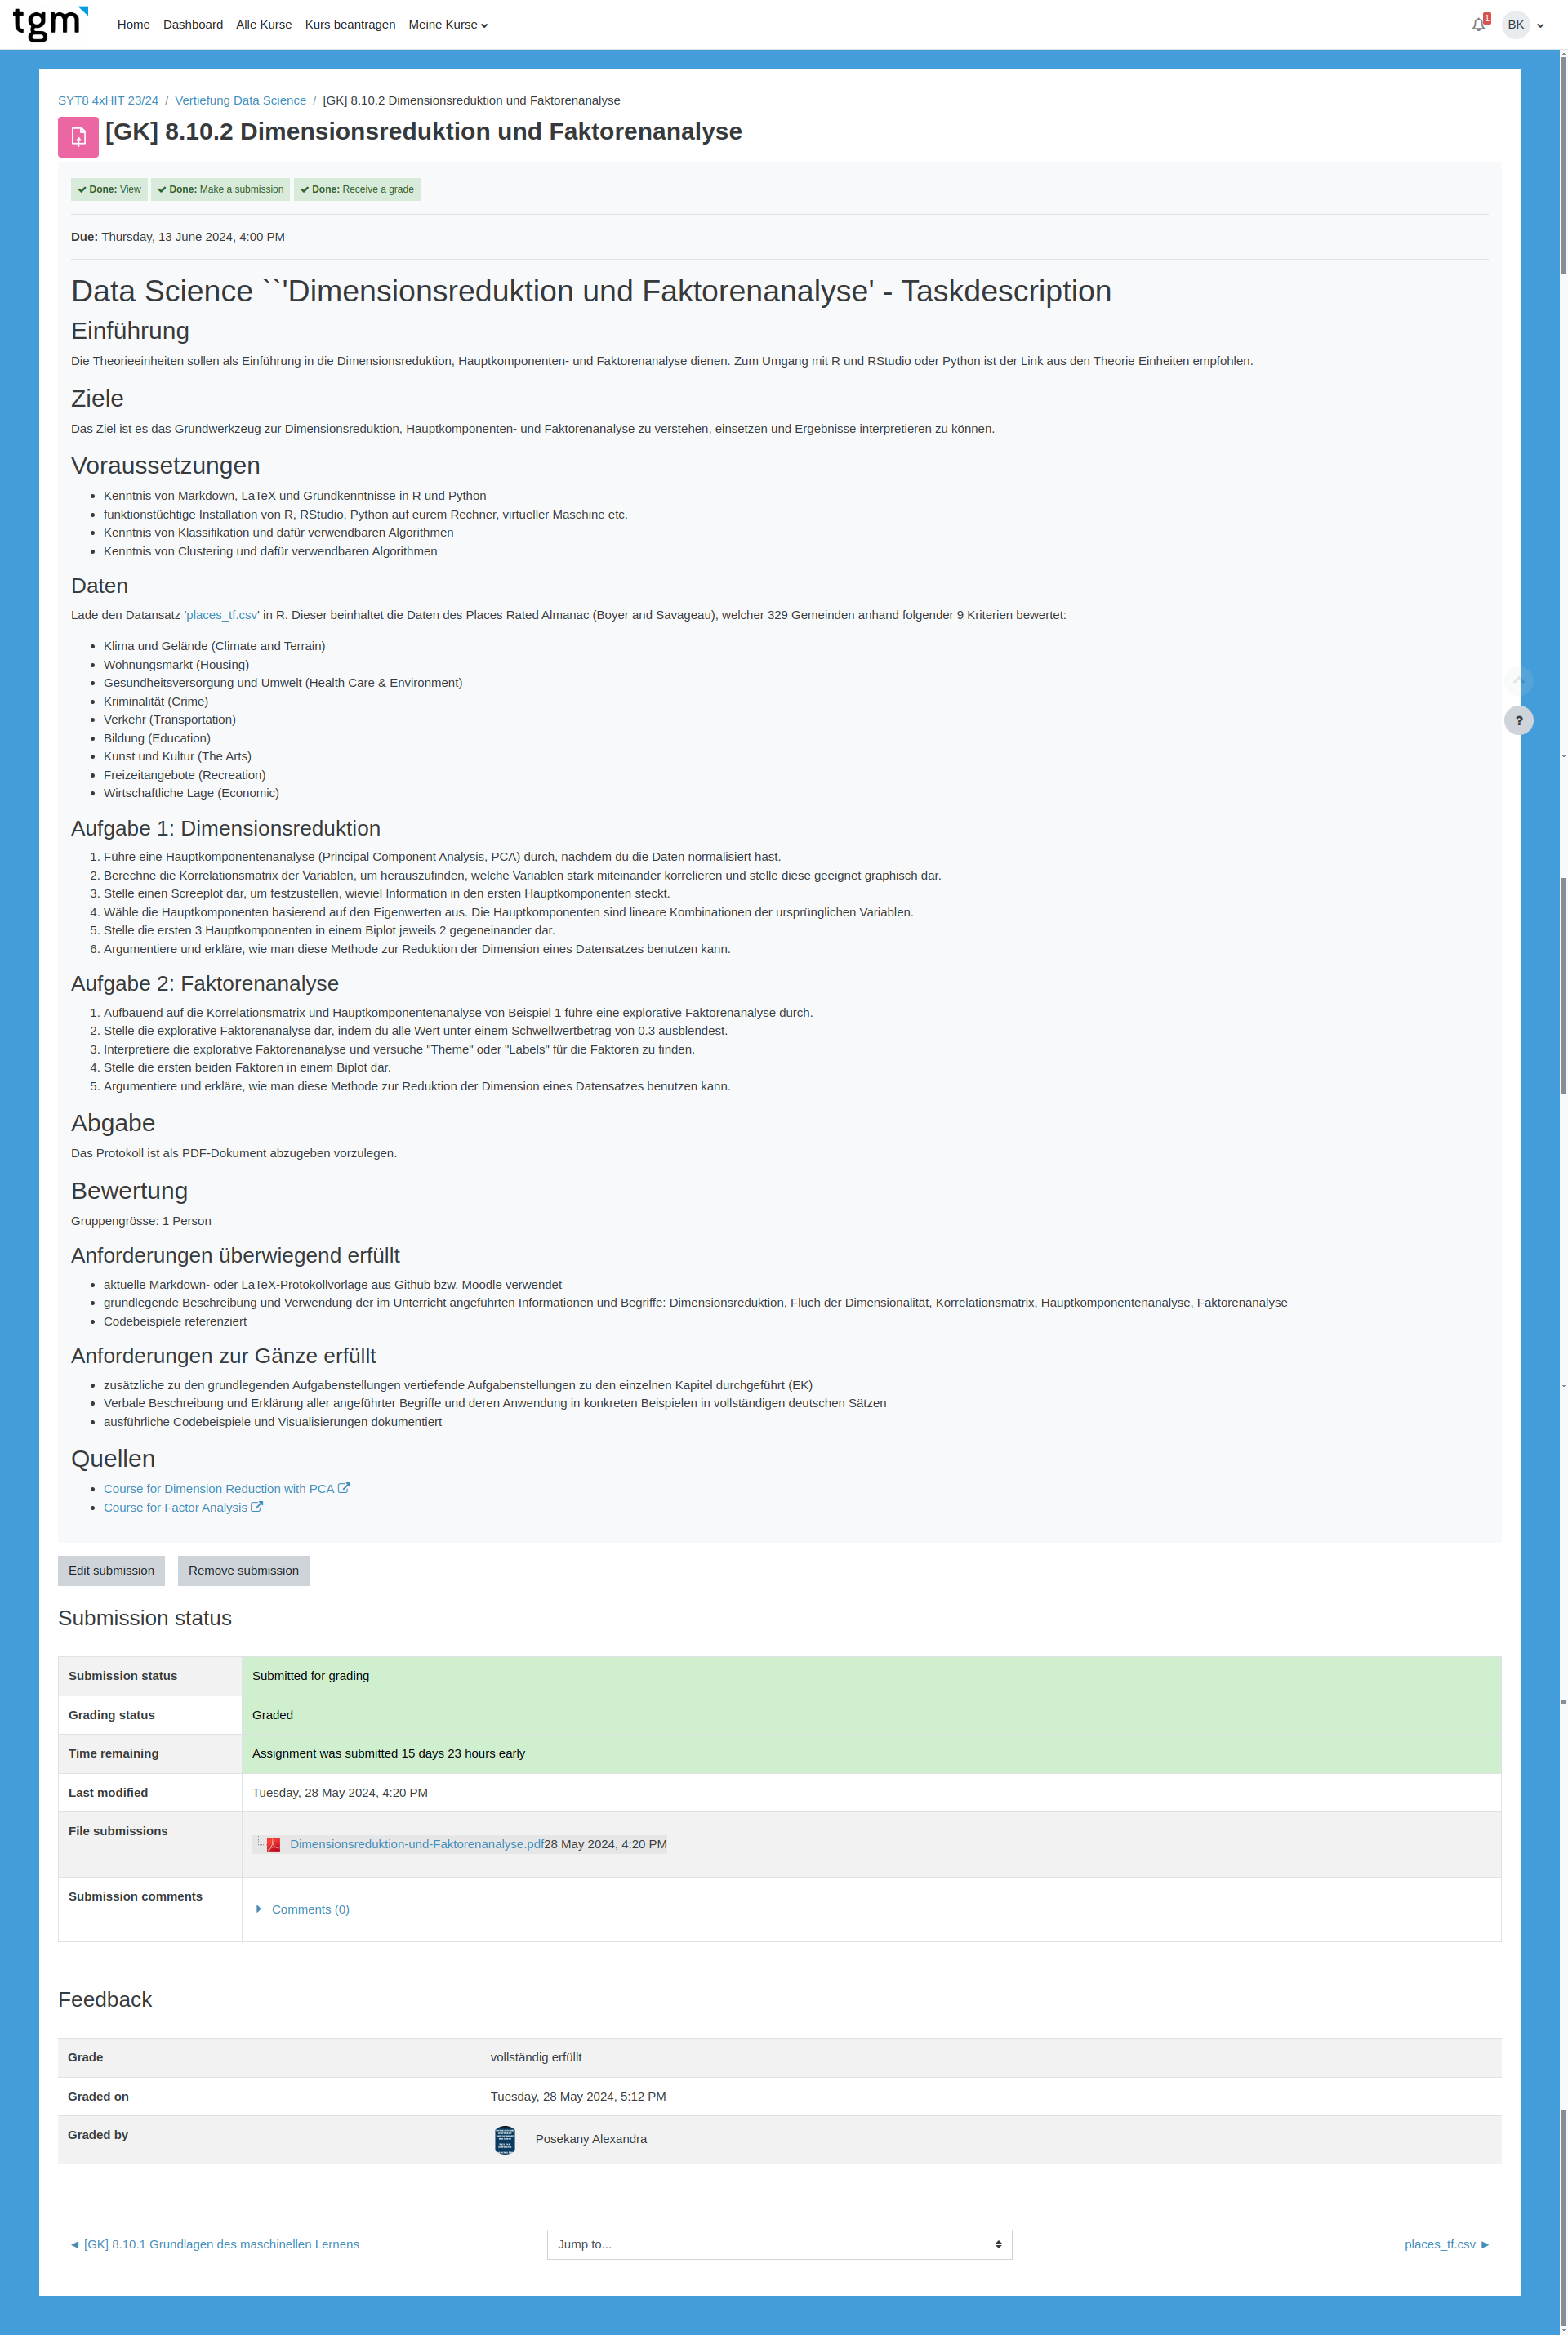 tgm
Home Dashboard Alle Kurse Kurs beantragen Meine Kurse
1
BK
SYT8 4xHIT 23/24 / Vertiefung Data Science / [GK] 8.10.2 Dimensionsreduktion und Faktorenanalyse
[GK] 8.10.2 Dimensionsreduktion und Faktorenanalyse
Done: View Done: Make a submission Done: Receive a grade
Due: Thursday, 13 June 2024, 4:00 PM
Data Science ``'Dimensionsreduktion und Faktorenanalyse' - Taskdescription
Einführung
Die Theorieeinheiten sollen als Einführung in die Dimensionsreduktion, Hauptkomponenten- und Faktorenanalyse dienen. Zum Umgang mit R und RStudio oder Python ist der Link aus den Theorie Einheiten empfohlen.
Ziele
Das Ziel ist es das Grundwerkzeug zur Dimensionsreduktion, Hauptkomponenten- und Faktorenanalyse zu verstehen, einsetzen und Ergebnisse interpretieren zu können.
Voraussetzungen
• Kenntnis von Markdown, LaTeX und Grundkenntnisse in R und Python
• funktionstüchtige Installation von R, RStudio, Python auf eurem Rechner, virtueller Maschine etc.
• Kenntnis von Klassifikation und dafür verwendbaren Algorithmen
• Kenntnis von Clustering und dafür verwendbaren Algorithmen
Daten
Lade den Datansatz 'places_tf.csv' in R. Dieser beinhaltet die Daten des Places Rated Almanac (Boyer and Savageau), welcher 329 Gemeinden anhand folgender 9 Kriterien bewertet:
• Klima und Gelände (Climate and Terrain)
• Wohnungsmarkt (Housing)
• Gesundheitsversorgung und Umwelt (Health Care & Environment)
• Kriminalität (Crime)
• Verkehr (Transportation)
?
• Bildung (Education)
• Kunst und Kultur (The Arts)
• Freizeitangebote (Recreation)
• Wirtschaftliche Lage (Economic)
Aufgabe 1: Dimensionsreduktion
1. Führe eine Hauptkomponentenanalyse (Principal Component Analysis, PCA) durch, nachdem du die Daten normalisiert hast.
2. Berechne die Korrelationsmatrix der Variablen, um herauszufinden, welche Variablen stark miteinander korrelieren und stelle diese geeignet graphisch dar.
3. Stelle einen Screeplot dar, um festzustellen, wieviel Information in den ersten Hauptkomponenten steckt.
4. Wähle die Hauptkomponenten basierend auf den Eigenwerten aus. Die Hauptkomponenten sind lineare Kombinationen der ursprünglichen Variablen.
5. Stelle die ersten 3 Hauptkomponenten in einem Biplot jeweils 2 gegeneinander dar.
6. Argumentiere und erkläre, wie man diese Methode zur Reduktion der Dimension eines Datensatzes benutzen kann.
Aufgabe 2: Faktorenanalyse
1. Aufbauend auf die Korrelationsmatrix und Hauptkomponentenanalyse von Beispiel 1 führe eine explorative Faktorenanalyse durch.
2. Stelle die explorative Faktorenanalyse dar, indem du alle Wert unter einem Schwellwertbetrag von 0.3 ausblendest.
3. Interpretiere die explorative Faktorenanalyse und versuche "Theme" oder "Labels" für die Faktoren zu finden.
4. Stelle die ersten beiden Faktoren in einem Biplot dar.
5. Argumentiere und erkläre, wie man diese Methode zur Reduktion der Dimension eines Datensatzes benutzen kann.
Abgabe
Das Protokoll ist als PDF-Dokument abzugeben vorzulegen.
Bewertung
Gruppengrösse: 1 Person
Anforderungen überwiegend erfüllt
• aktuelle Markdown- oder LaTeX-Protokollvorlage aus Github bzw. Moodle verwendet
• grundlegende Beschreibung und Verwendung der im Unterricht angeführten Informationen und Begriffe: Dimensionsreduktion, Fluch der Dimensionalität, Korrelationsmatrix, Hauptkomponentenanalyse, Faktorenanalyse
• Codebeispiele referenziert
Anforderungen zur Gänze erfüllt
• zusätzliche zu den grundlegenden Aufgabenstellungen vertiefende Aufgabenstellungen zu den einzelnen Kapitel durchgeführt (EK)
• Verbale Beschreibung und Erklärung aller angeführter Begriffe und deren Anwendung in konkreten Beispielen in vollständigen deutschen Sätzen
• ausführliche Codebeispiele und Visualisierungen dokumentiert
Quellen
• Course for Dimension Reduction with PCA
• Course for Factor Analysis
Edit submission Remove submission
Submission status
Submission status Submitted for grading
Grading status Graded
Time remaining Assignment was submitted 15 days 23 hours early
Last modified Tuesday, 28 May 2024, 4:20 PM
File submissions Dimensionsreduktion-und-Faktorenanalyse.pdf28 May 2024, 4:20 PM
Submission comments Comments (0)
Feedback
Grade vollständig erfüllt
Graded on Tuesday, 28 May 2024, 5:12 PM
Graded by Posekany Alexandra
◄ [GK] 8.10.1 Grundlagen des maschinellen Lernens Jump to... places_tf.csv ►